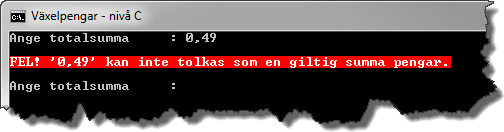 Växelpengar - nivå C
Ange totalsumma : 0,49
FEL! '0,49' kan inte tolkas som en giltig summa pengar.
Ange totalsumma :